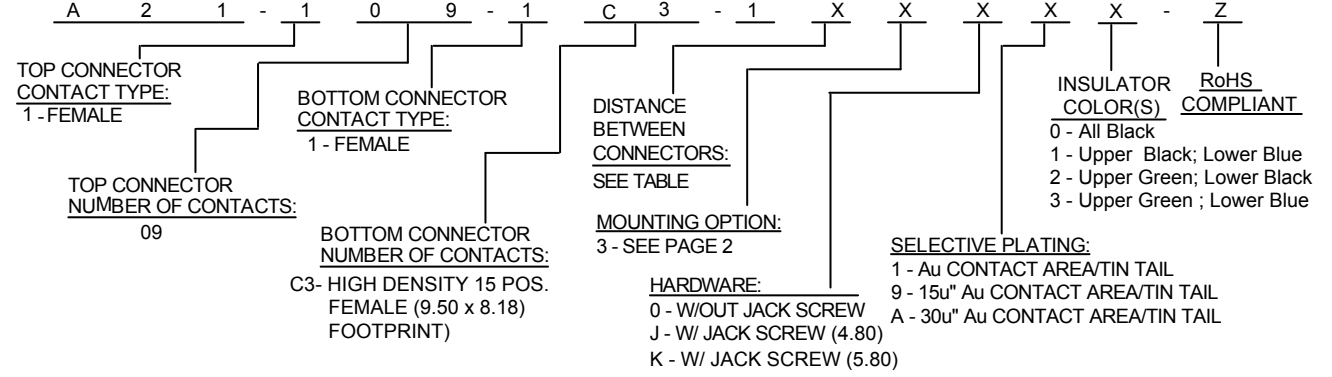 A 2 1 - 1 0 9 - 1 C 3 - 1 X X X X X - Z
TOP CONNECTOR
CONTACT TYPE:
1 - FEMALE
TOP CONNECTOR
NUMBER OF CONTACTS:
09
BOTTOM CONNECTOR
CONTACT TYPE:
1 - FEMALE
BOTTOM CONNECTOR
NUMBER OF CONTACTS:
C3- HIGH DENSITY 15 POS.
FEMALE (9.50 x 8.18)
FOOTPRINT)
DISTANCE
BETWEEN
CONNECTORS:
SEE TABLE
MOUNTING OPTION:
3 - SEE PAGE 2
HARDWARE:
0 - W/OUT JACK SCREW
J - W/ JACK SCREW (4.80)
K - W/ JACK SCREW (5.80)
SELECTIVE PLATING:
1 - Au CONTACT AREA/TIN TAIL
9 - 15u" Au CONTACT AREA/TIN TAIL
A - 30u" Au CONTACT AREA/TIN TAIL
INSULATOR
COLOR(S)
0 - All Black
1 - Upper Black; Lower Blue
2 - Upper Green; Lower Black
3 - Upper Green ; Lower Blue
RoHS
COMPLIANT